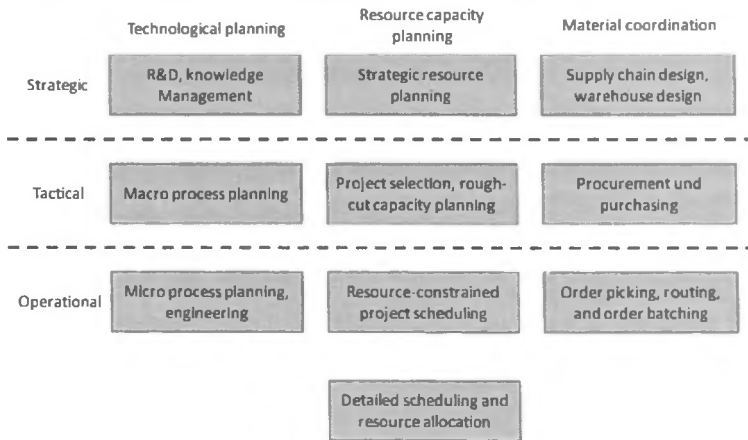 Technological planning
Resource capacity
planning
Material coordination
Strategic
R&D, knowledge
Management
Strategic resource
planning
Supply chain design,
warehouse design
Tactical
Macro process planning
Project selection, rough-
cut capacity planning
Procurement und
purchasing
Operational
Micro process planning,
engineering
Resource-constrained
project scheduling
Order picking, routing,
and order batching
Detailed scheduling and
resource allocation